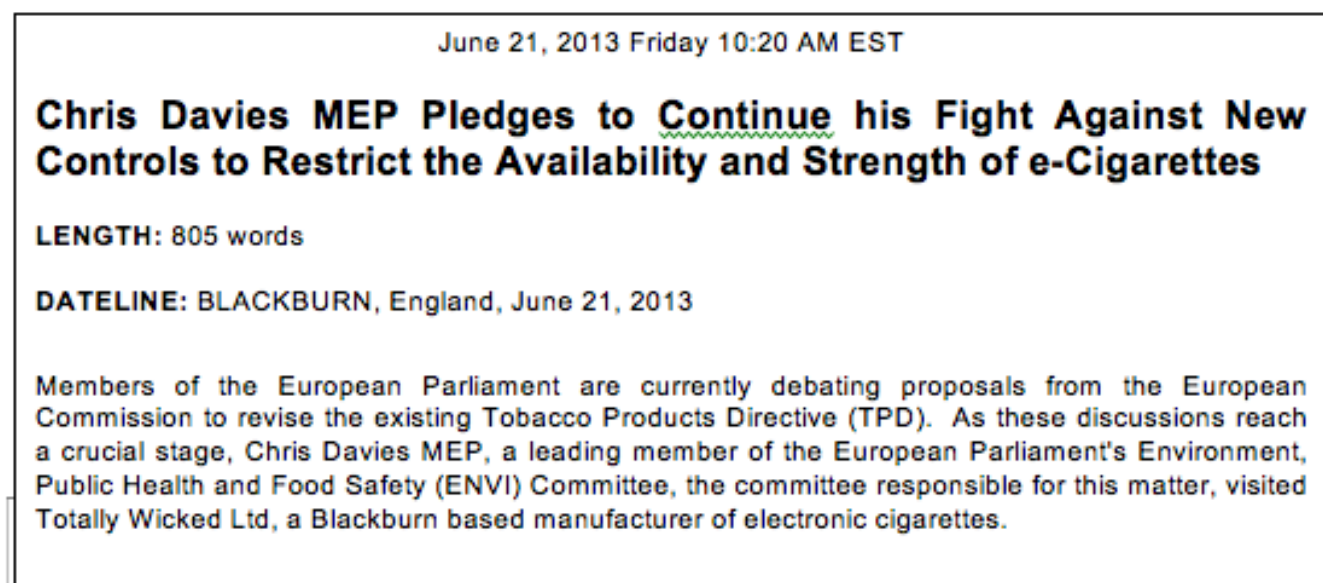 June 21, 2013 Friday 10:20 AM EST
Chris Davies MEP Pledges to Continue his Fight Against New
Controls to Restrict the Availability and Strength of e-Cigarettes
LENGTH: 805 words
DATELINE: BLACKBURN, England, June 21, 2013
Members of the European Parliament are currently debating proposals from the European
Commission to revise the existing Tobacco Products Directive (TPD). As these discussions reach
a crucial stage, Chris Davies MEP, a leading member of the European Parliament's Environment,
Public Health and Food Safety (ENVI) Committee, the committee responsible for this matter, visited
Totally Wicked Ltd, a Blackburn based manufacturer of electronic cigarettes.